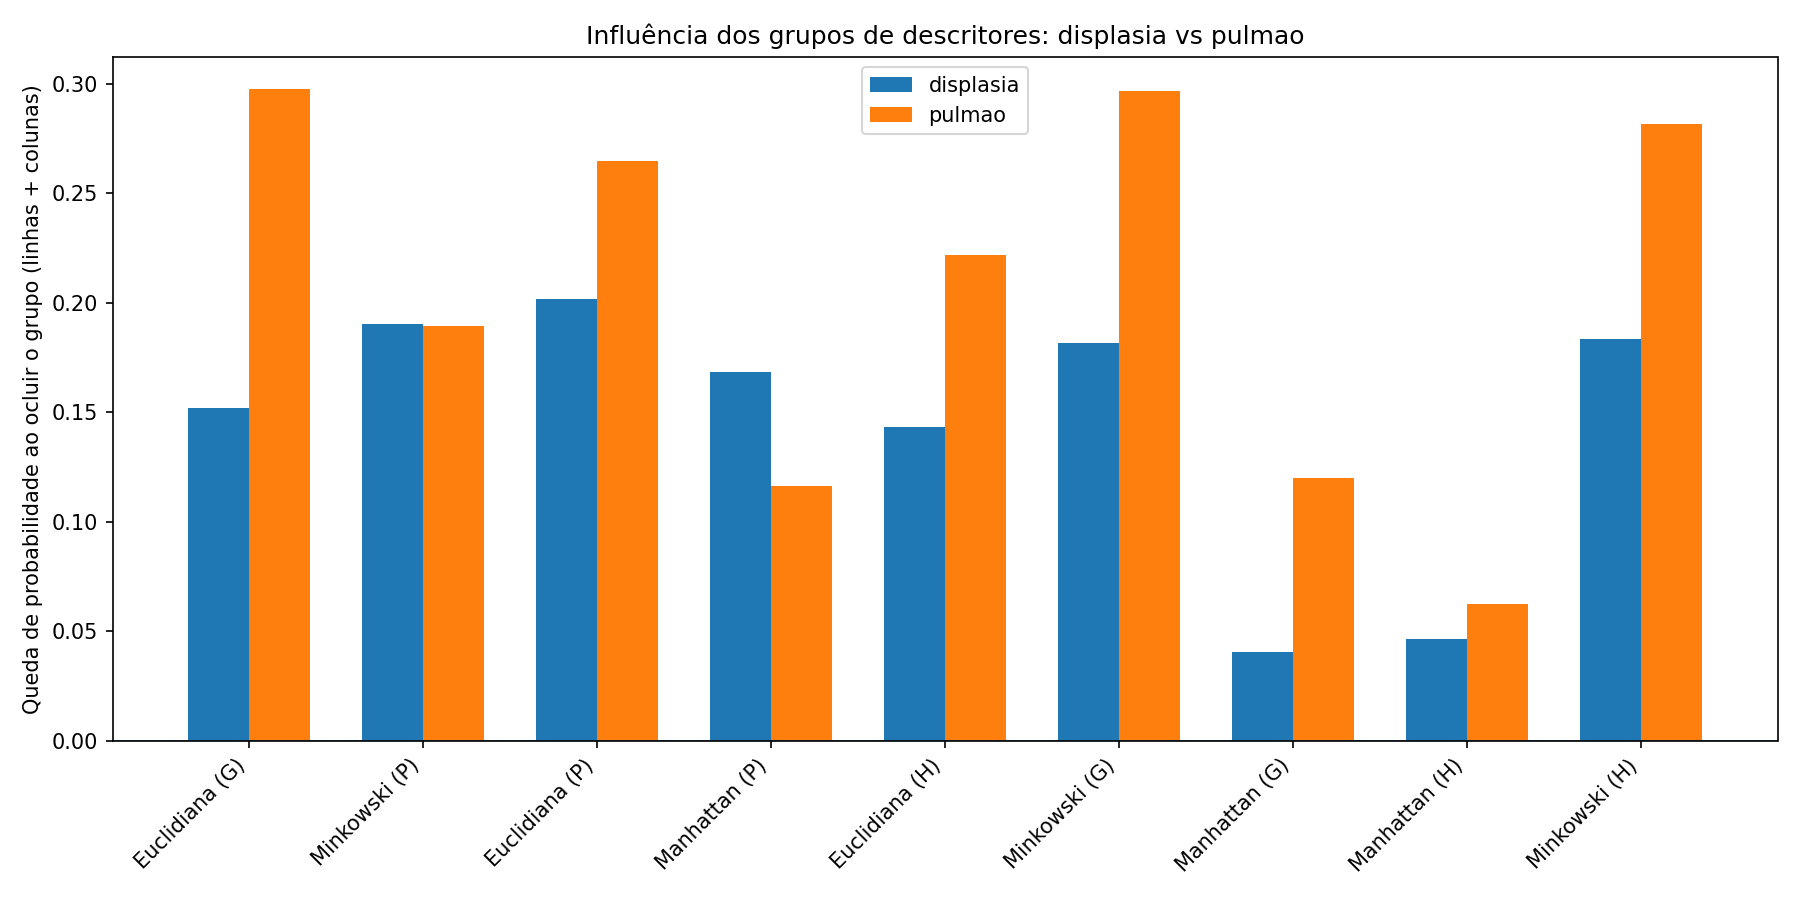 Influência dos grupos de descritores: displasia vs pulmao
displasia
pulmao
Queda de probabilidade ao ocluir o grupo (linhas + colunas)
0.30
0.25
0.20
0.15
0.10
0.05
0.00
Euclidiana (G)
Minkowski (P)
Euclidiana (P)
Manhattan (P)
Euclidiana (H)
Minkowski (G)
Manhattan (G)
Manhattan (H)
Minkowski (H)